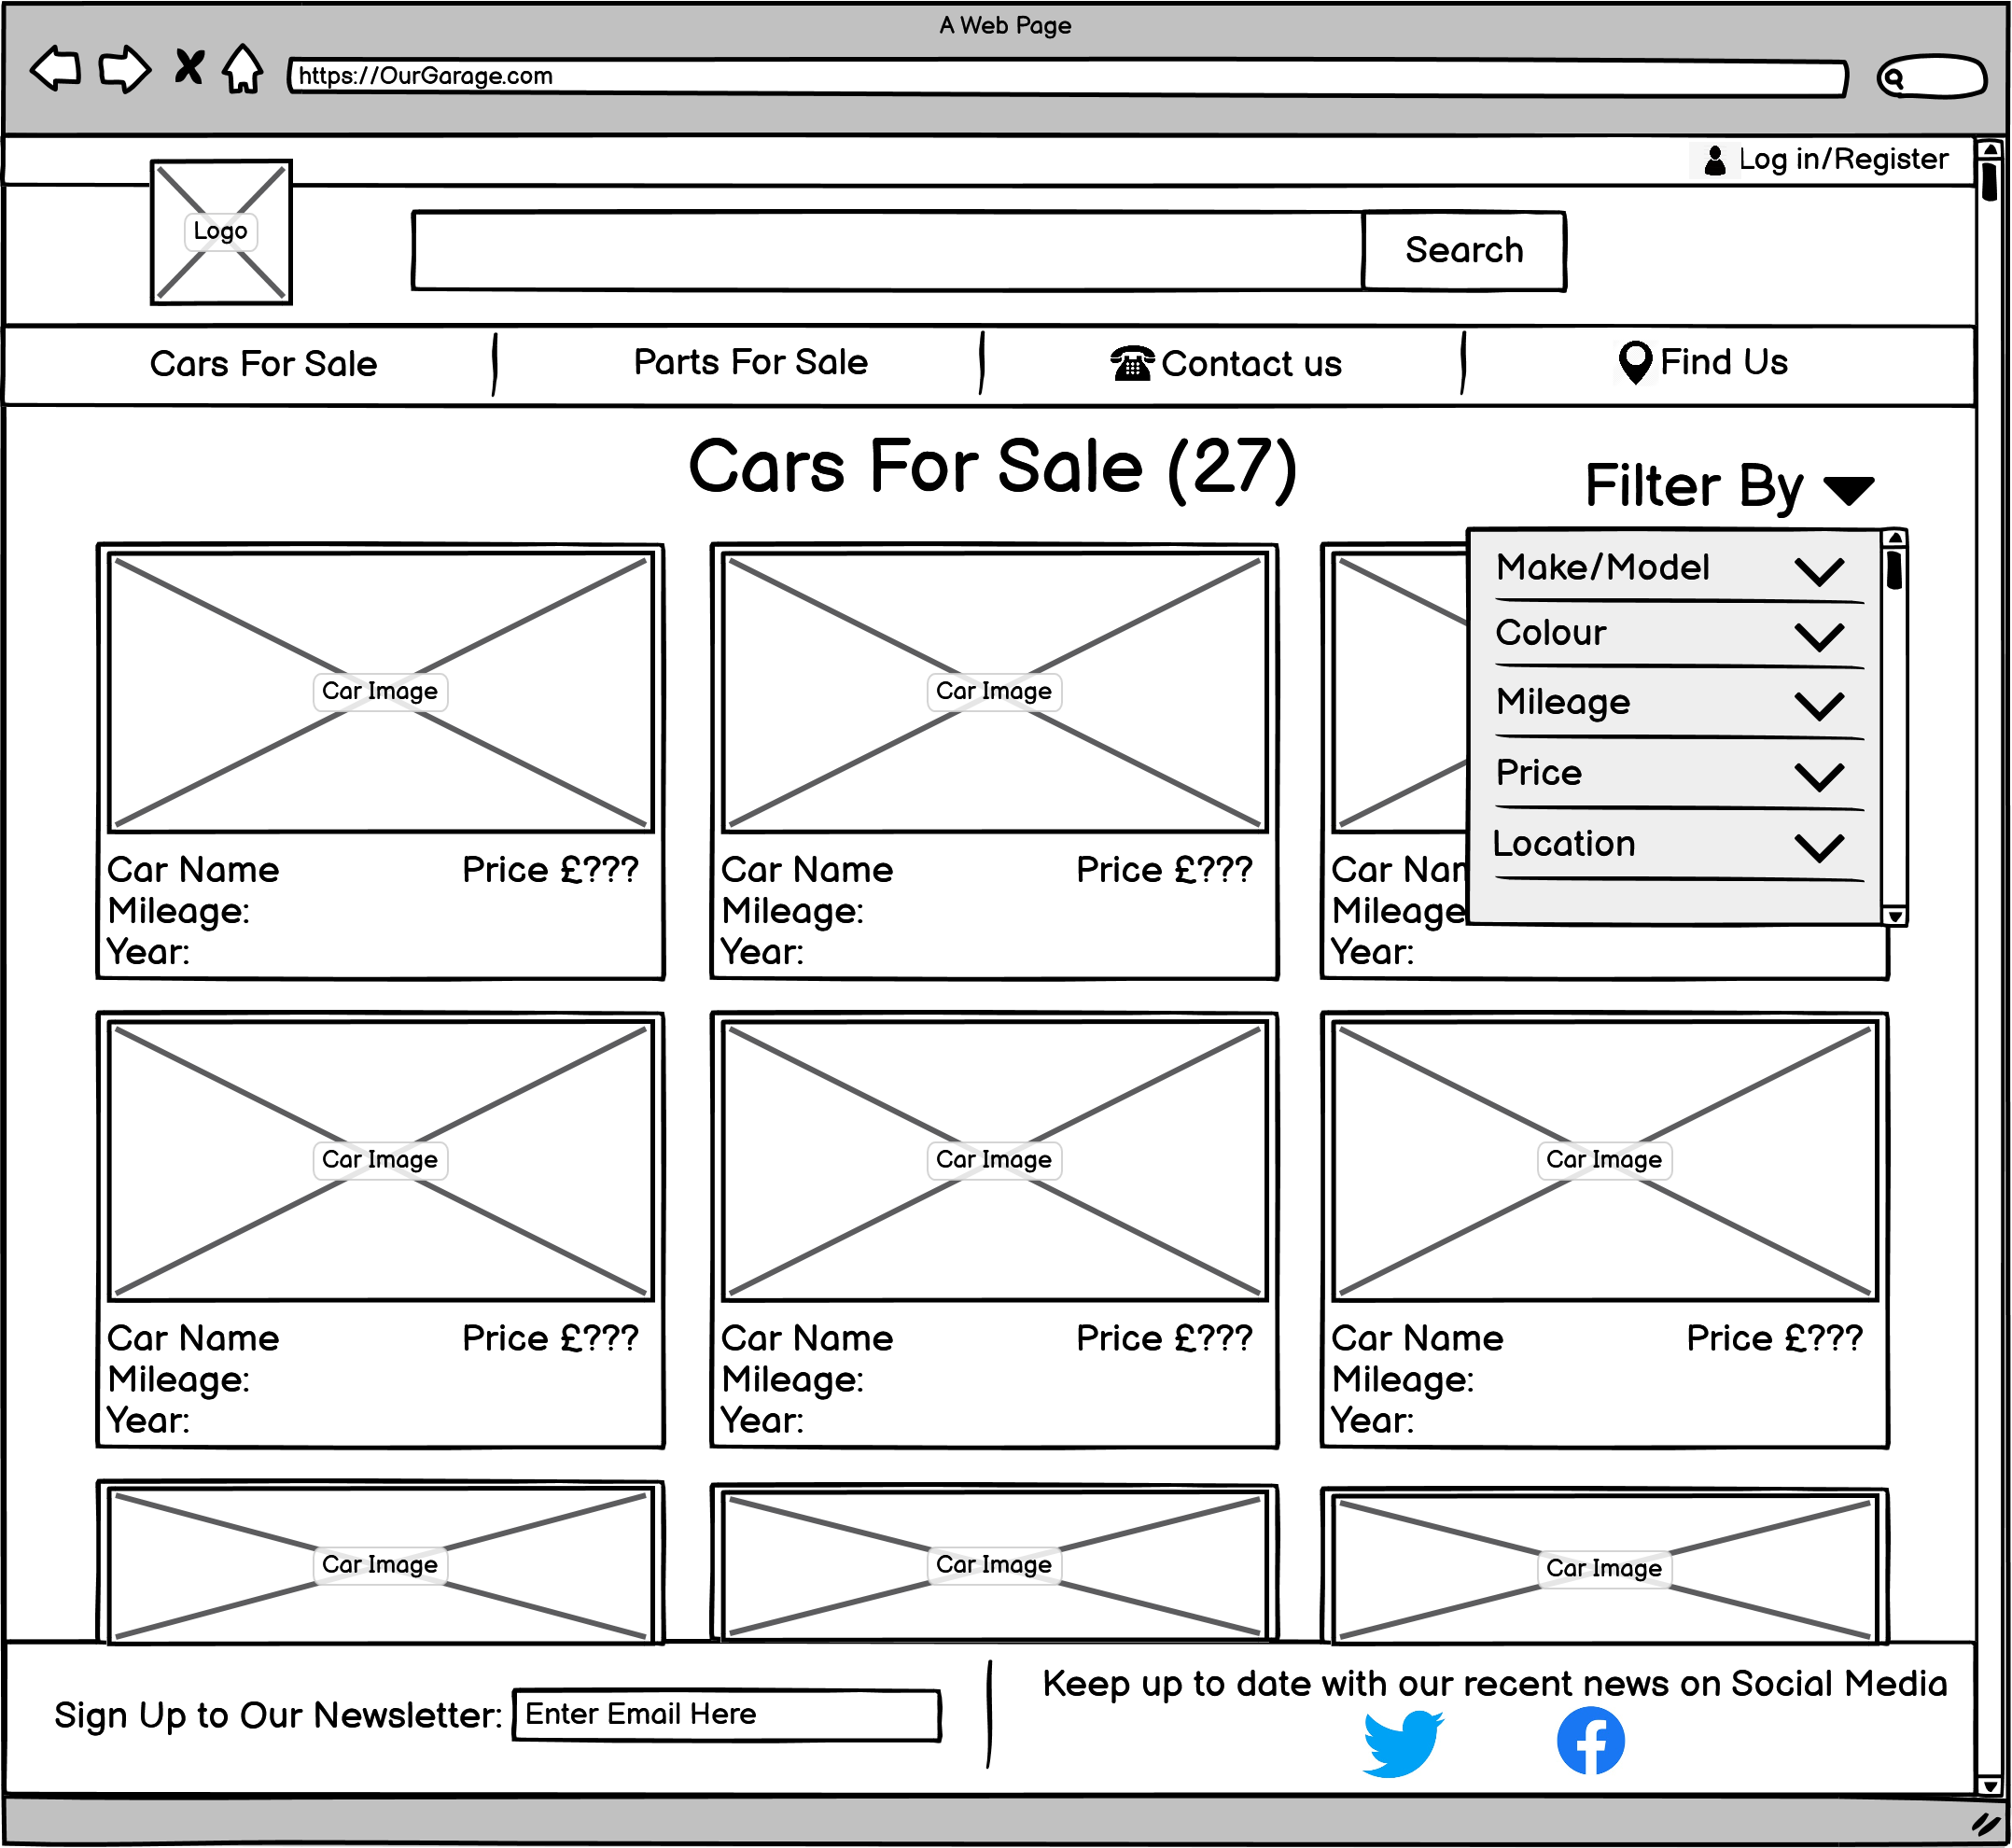 A Web Page
https://OurGarage.com
Log in/Register
Logo
Search
Cars For Sale
Parts For Sale
Contact us
Find Us
Cars For Sale (27)
Filter By
Make/Model
Colour
Mileage
Price
Location
Car Image
Car Image
Car Name Price £???
Mileage:
Year:
Car Name Price £???
Mileage:
Year:
Car Nam
Mileage
Year:
Car Image
Car Image
Car Image
Car Name Price £???
Mileage:
Year:
Car Name Price £???
Mileage:
Year:
Car Name Price £???
Mileage:
Year:
Car Image
Car Image
Car Image
Sign Up to Our Newsletter:
Enter Email Here
Keep up to date with our recent news on Social Media